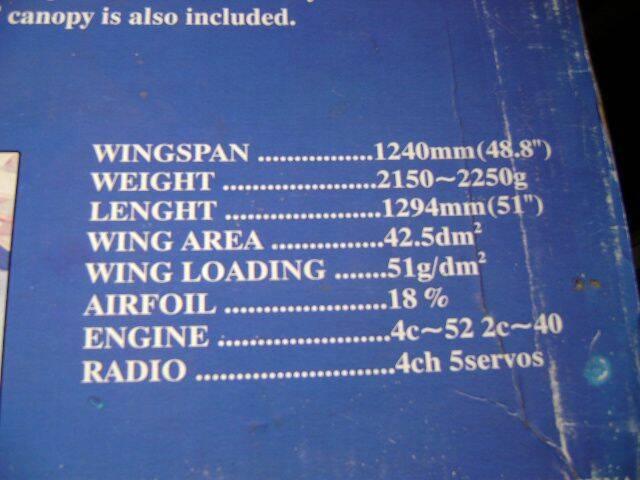 canopy is also included.
WINGSPAN ................1240mm(48.8")
WEIGHT ......................2150~2250g
LENGHT ......................1294mm(51")
WING AREA ................42.5dm²
WING LOADING .......51g/dm²
AIRFOIL .......................18 %
ENGINE ........................4c~52 2c~40
RADIO ............................4ch 5servos